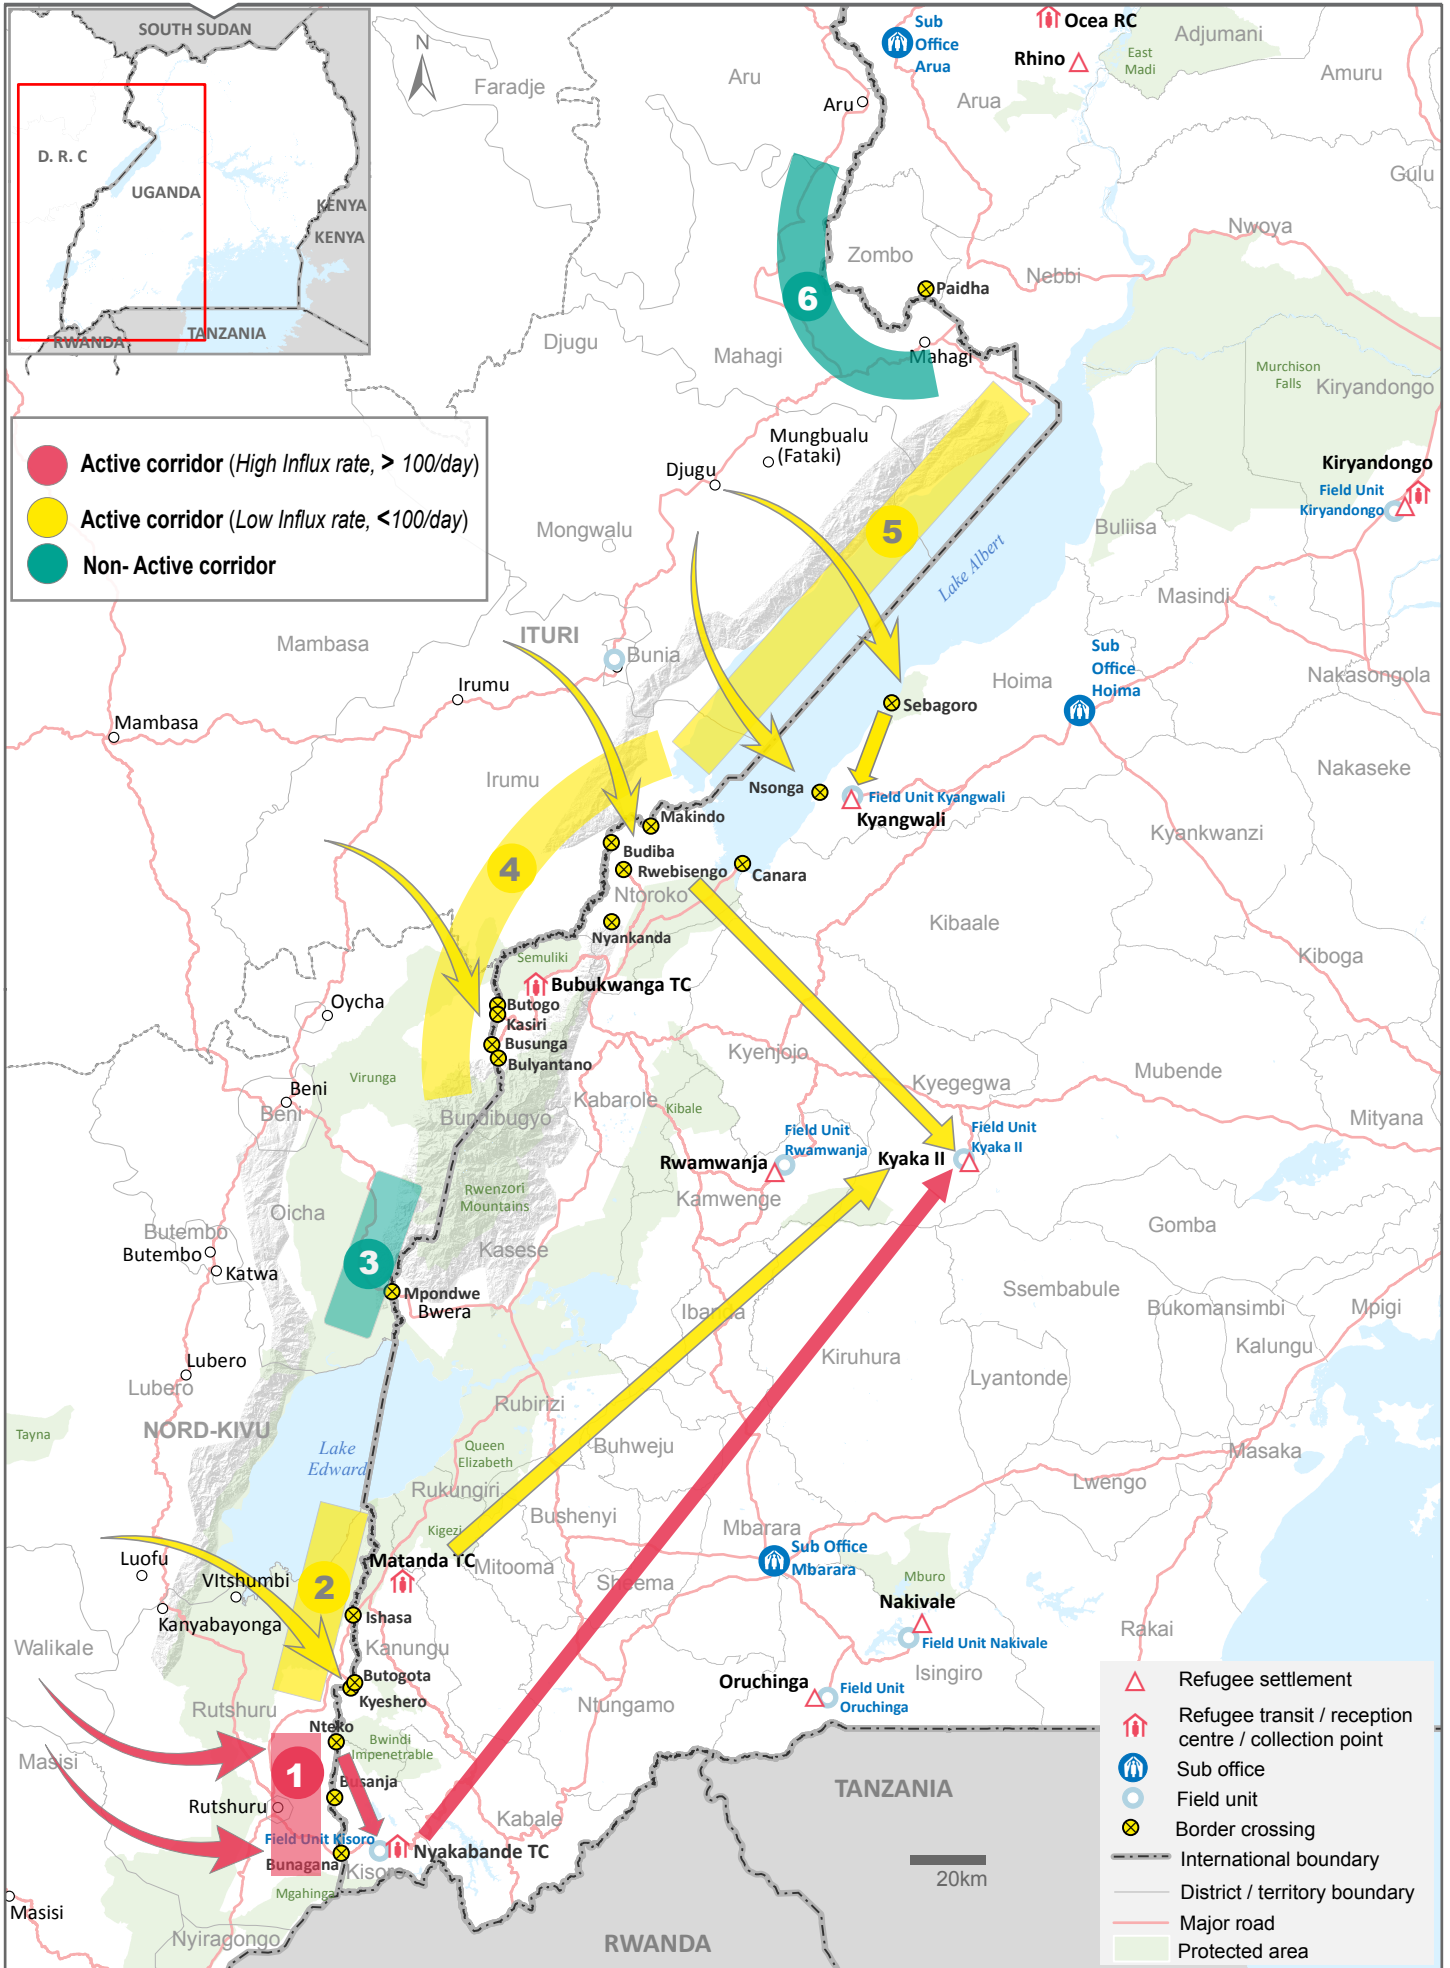 SOUTH SUDAN
D. R. C
UGANDA
KENYA
KENYA
RWANDA
TANZANIA
N
Faradje
Aru
Sub
Office
Arua
Ocea RC
Rhino
East
Madi
Adjumani
Amuru
Aru
Arua
Gulu
Nwoya
Zombo
Nebbi
6
Paidha
Djugu
Mahagi
Mahagi
Murchison
Falls
Kiryandongo
Active corridor (High Influx rate, > 100/day)
Active corridor (Low Influx rate, <100/day)
Non- Active corridor
Mungbualu
(Fataki)
Djugu
Kiryandongo
Field Unit
Kiryandongo
Mongwalu
5
Buliisa
Lake Albert
Masindi
Mambasa
ITURI
Bunia
Sub
Office
Hoima
Hoima
Nakasongola
Irumu
Sebagoro
Mambasa
Irumu
Nakaseke
Nsonga
Field Unit Kyangwali
Kyangwali
Makindo
Kyankwanzi
Budiba
4
Rwebisengo
Canara
Ntoroko
Kibaale
Nyankanda
Kiboga
Semuliki
Bubukwanga TC
Oycha
Butogo
Kasiri
Busunga
Bulyantano
Kyenjojo
Mubende
Virunga
Kyegegwa
Beni
Beni
Kabarole
Kibale
Bundibugyo
Mityana
Field Unit
Rwamwanja
Field Unit
Kyaka II
Rwamwanja
Kyaka II
Rwenzori
Mountains
Kamwenge
Oicha
Butembo
Butembo
Gomba
Kasese
3
Katwa
Mpondwe
Bwera
Ssembabule
Ibanda
Bukomansimbi
Mpigi
Kalungu
Lubero
Kiruhura
Lubero
Lyantonde
Rubirizi
NORD-KIVU
Tayna
Lake
Edward
Queen
Elizabeth
Buhweju
Masaka
Rukungiri
Lwengo
Bushenyi
Mbarara
Kigezi
Luofu
Matanda TC
Mitooma
Sub Office
Mbarara
VItshumbi
2
Sheema
Mburo
Nakivale
Kanyabayonga
Ishasa
Rakai
Walikale
Kanungu
Field Unit Nakivale
Butogota
Kyeshero
Oruchinga
Isingiro
Field Unit
Oruchinga
Rutshuru
Ntungamo
Nteko
Bwindi
Impenetrable
Masisi
1
Busanja
TANZANIA
Rutshuru
Kabale
Field Unit Kisoro
Bunagana
Nyakabande TC
Kisoro
20km
Mgahinga
Masisi
Nyiragongo
RWANDA
Refugee settlement
Refugee transit / reception
centre / collection point
Sub office
Field unit
Border crossing
International boundary
District / territory boundary
Major road
Protected area